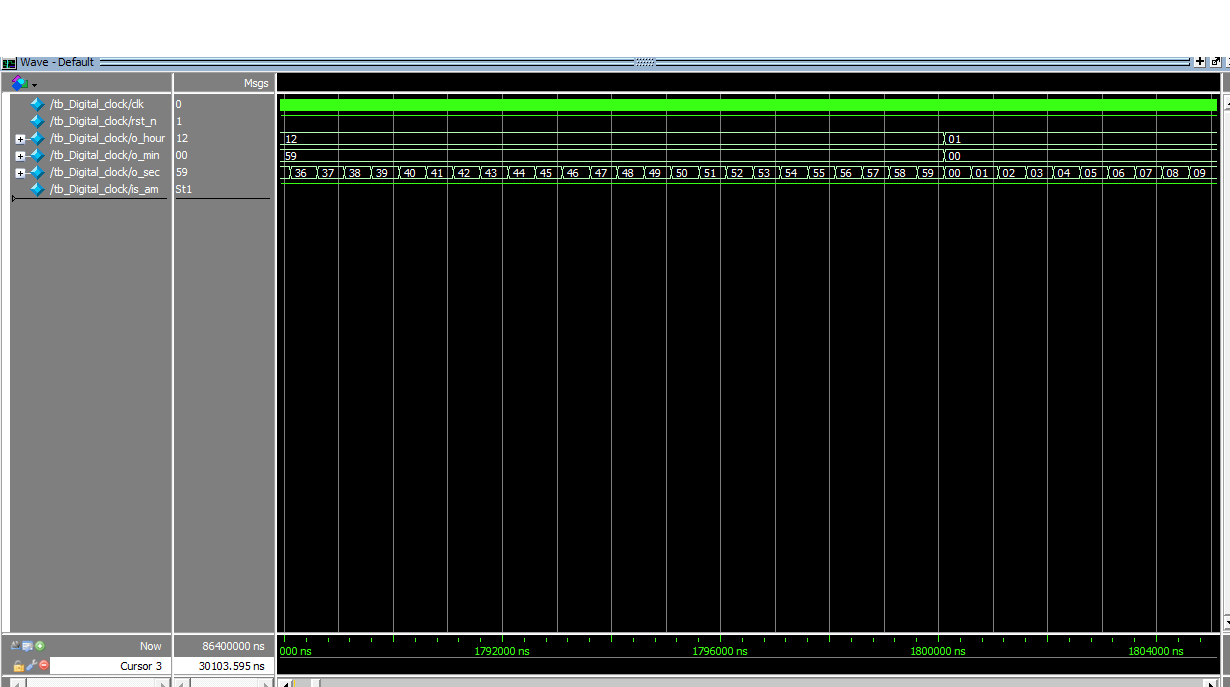 Wave - Default
Msgs
/tb_Digital_clock/clk 0
/tb_Digital_clock/rst_n 1
/tb_Digital_clock/o_hour 12 12 01
/tb_Digital_clock/o_min 00 59 00
/tb_Digital_clock/o_sec 59 36 37 38 39 40 41 42 43 44 45 46 47 48 49 50 51 52 53 54 55 56 57 58 59 00 01 02 03 04 05 06 07 08 09
/tb_Digital_clock/is_am St1
Now 86400000 ns 000 ns 1792000 ns 1796000 ns 1800000 ns 1804000 ns
Cursor 3 30103.595 ns